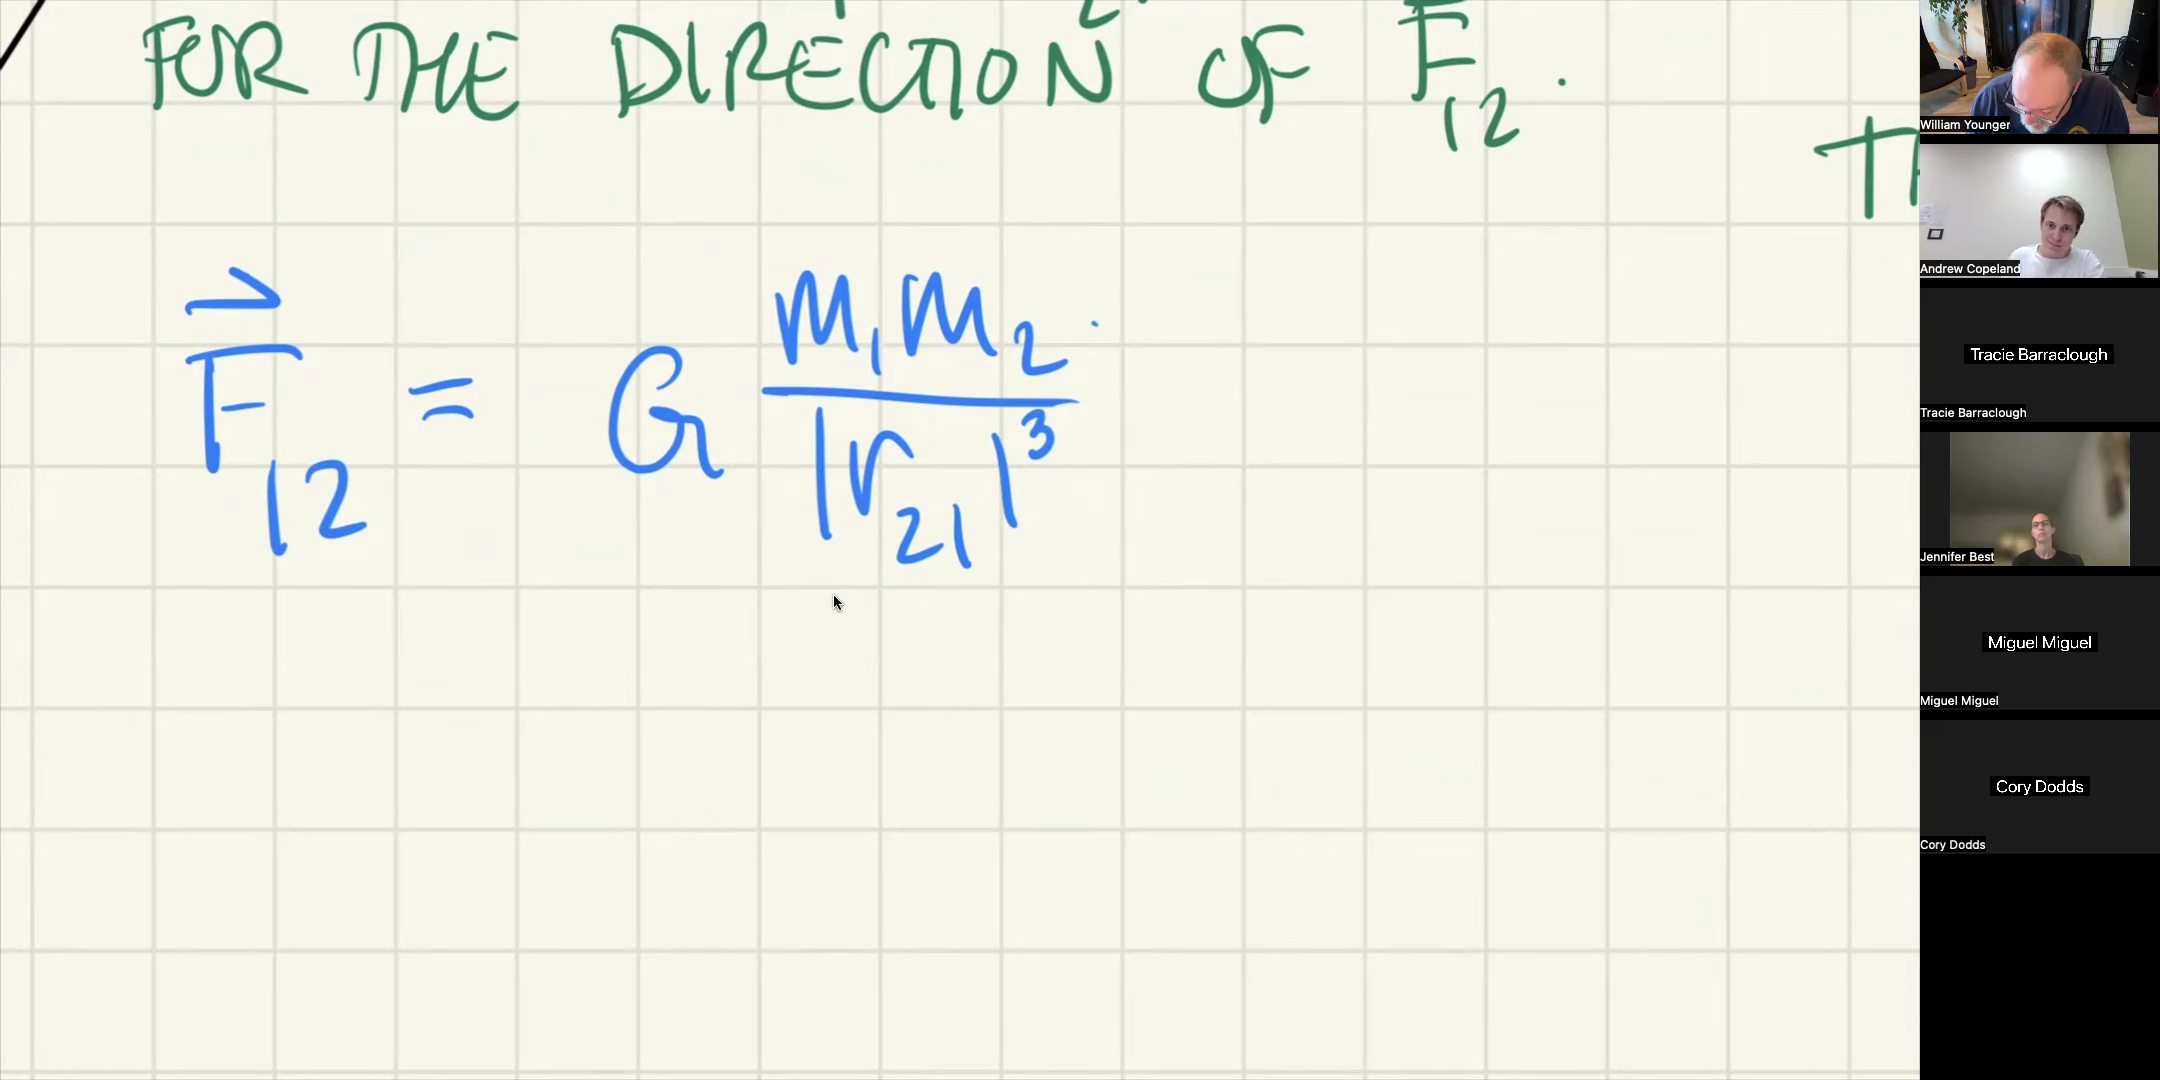 FOR THE DIRECTION OF F₁₂.
F⃗₁₂ = G m₁m₂ / |r₂₁|³
William Younger
Andrew Copeland
Tracie Barraclough
Tracie Barraclough
Jennifer Best
Miguel Miguel
Miguel Miguel
Cory Dodds
Cory Dodds